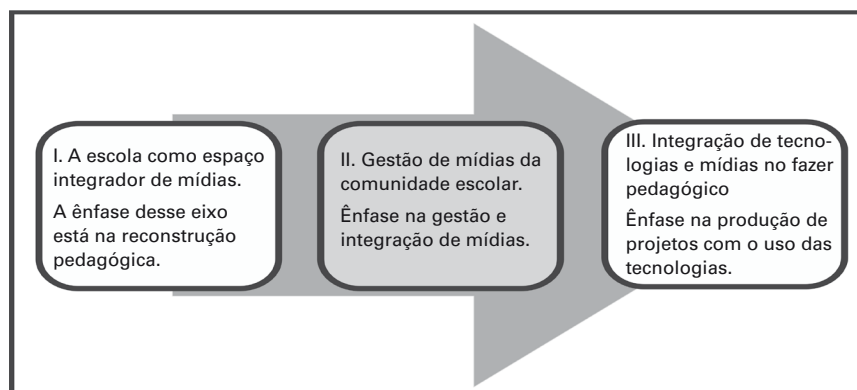 I. A escola como espaço
integrador de mídias.
A ênfase desse eixo
está na reconstrução
pedagógica.
II. Gestão de mídias da
comunidade escolar.
Ênfase na gestão e
integração de mídias.
III. Integração de tecno-
logias e mídias no fazer
pedagógico
Ênfase na produção de
projetos com o uso das
tecnologias.